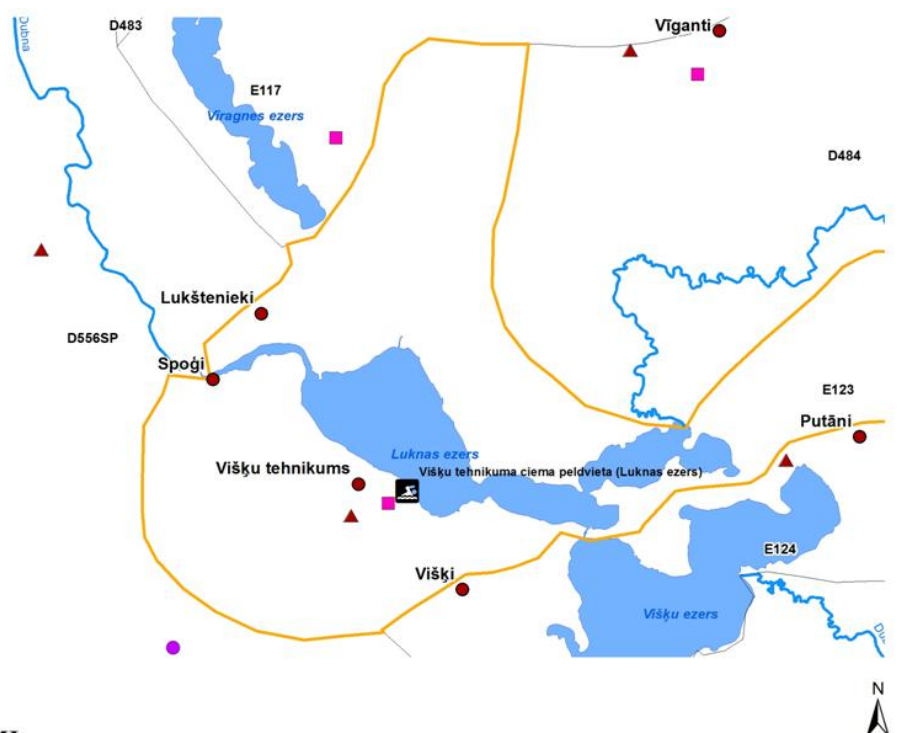 Dubna
D483
Vīganti
E117
Vīragnes ezers
D484
Lukštenieki
D556SP
Spoģi
E123
Putāni
Luknas ezers
Višķu tehnikums
Višķu tehnikuma ciema peldvieta (Luknas ezers)
E124
Višķi
Višķu ezers
N